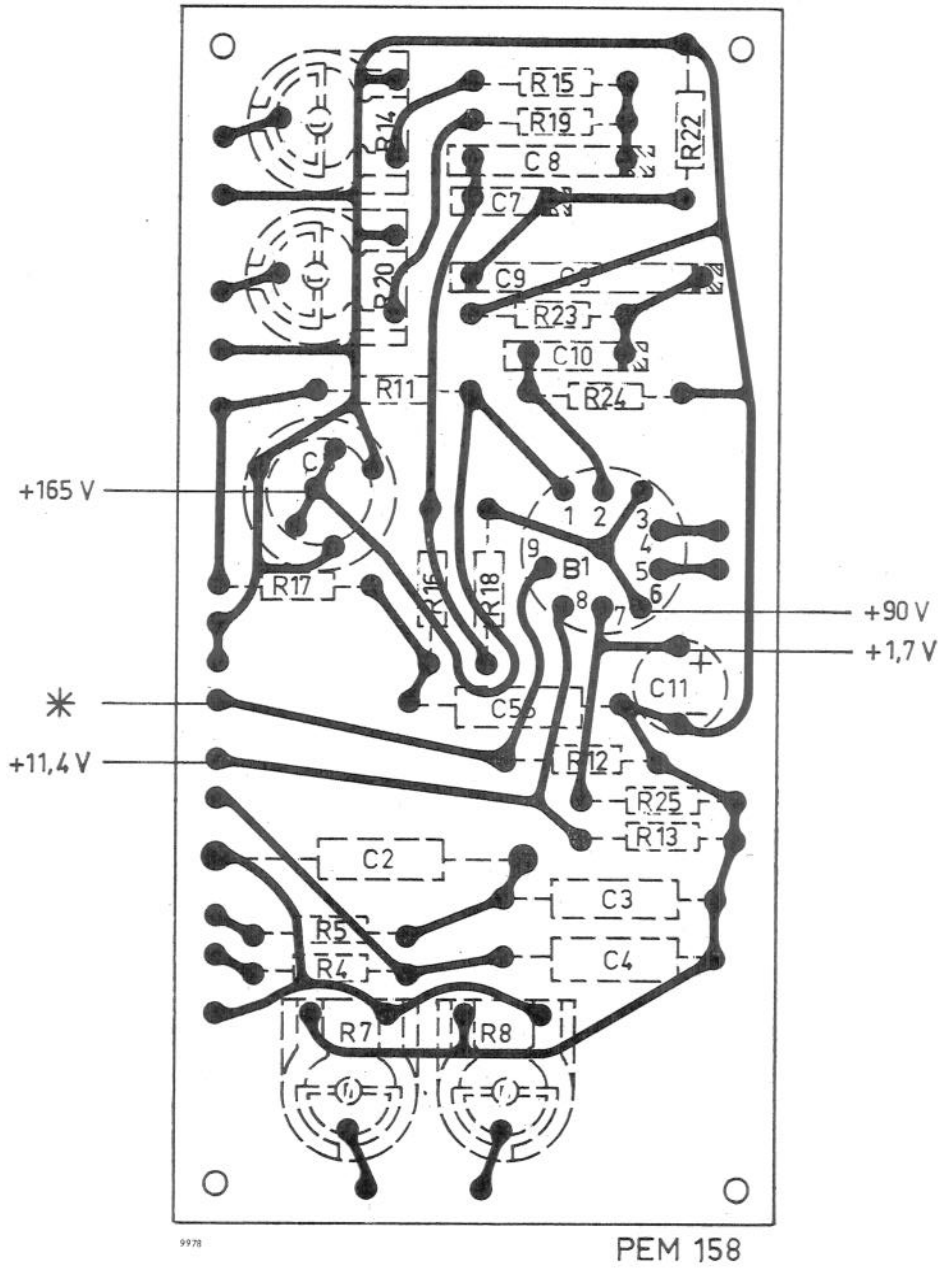 R15
R14
R19
R22
C8
C7
R20
C9
R23
C10
R11
R24
C
+165 V
1 2 3
4
9
B1
5
R17
R16
R18
8
7
6
+90 V
+
+1,7 V
C11
*
C5
R12
+11,4 V
R25
R13
C2
C3
R5
C4
R4
R7
R8
9978
PEM 158